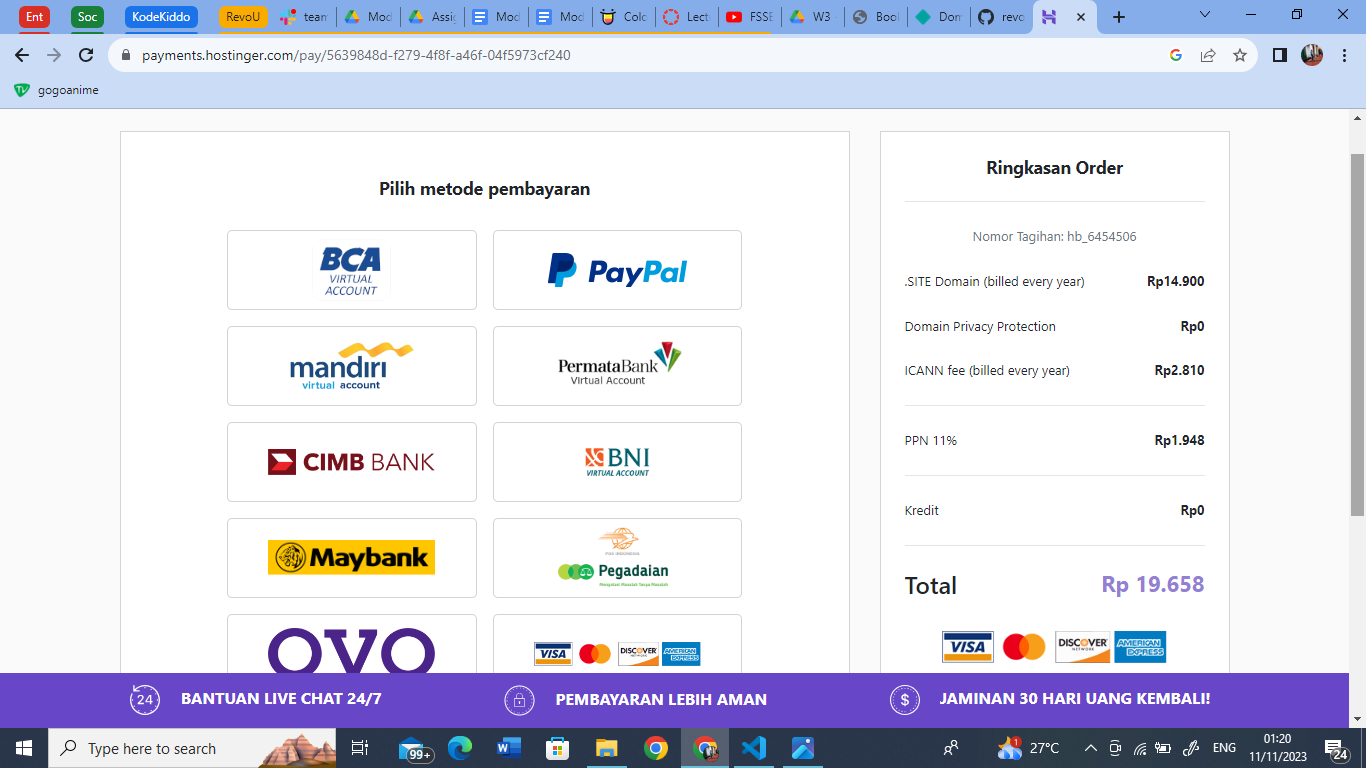 Ent
Soc
KodeKiddo
RevoU
team
Mod
Assig
Mod
Mod
Colo
Lect
FSSE
W3
Bool
Dom
revo
payments.hostinger.com/pay/5639848d-f279-4f8f-a46f-04f5973cf240
gogoanime
Pilih metode pembayaran
BCA
VIRTUAL
ACCOUNT
PayPal
mandiri
virtual account
PermataBank
Virtual Account
CIMB BANK
BNI
VIRTUAL ACCOUNT
Maybank
POS INDONESIA
Pegadaian
Mengatasi Masalah Tanpa Masalah
OVO
VISA
mastercard
DISCOVER
NETWORK
AMERICAN
EXPRESS
Ringkasan Order
Nomor Tagihan: hb_6454506
.SITE Domain (billed every year) Rp14.900
Domain Privacy Protection Rp0
ICANN fee (billed every year) Rp2.810
PPN 11% Rp1.948
Kredit Rp0
Total Rp 19.658
VISA
DISCOVER
NETWORK
AMERICAN
EXPRESS
24 BANTUAN LIVE CHAT 24/7
PEMBAYARAN LEBIH AMAN
$ JAMINAN 30 HARI UANG KEMBALI!
Type here to search
99+
1
27°C
ENG
01:20
11/11/2023
24